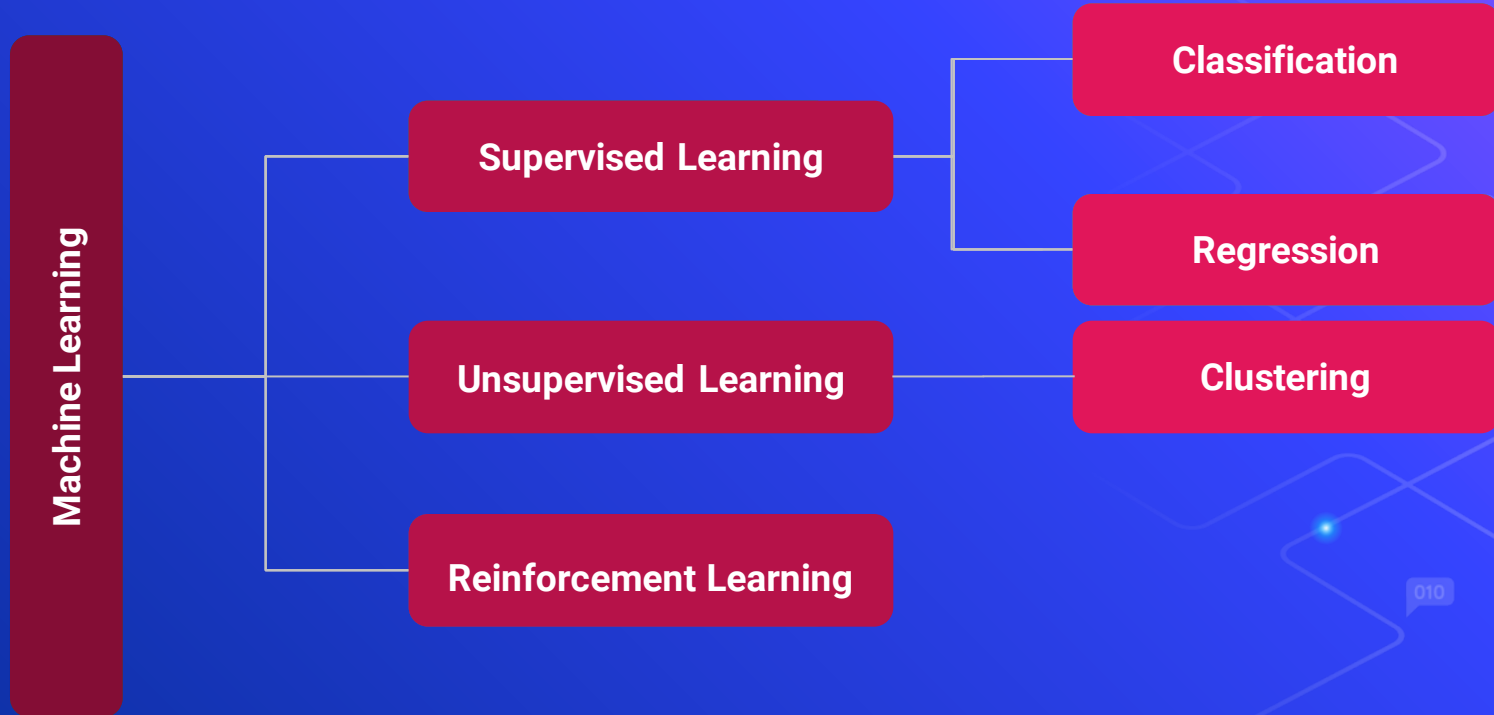 Machine Learning
Supervised Learning
Classification
Regression
Unsupervised Learning
Clustering
Reinforcement Learning
010